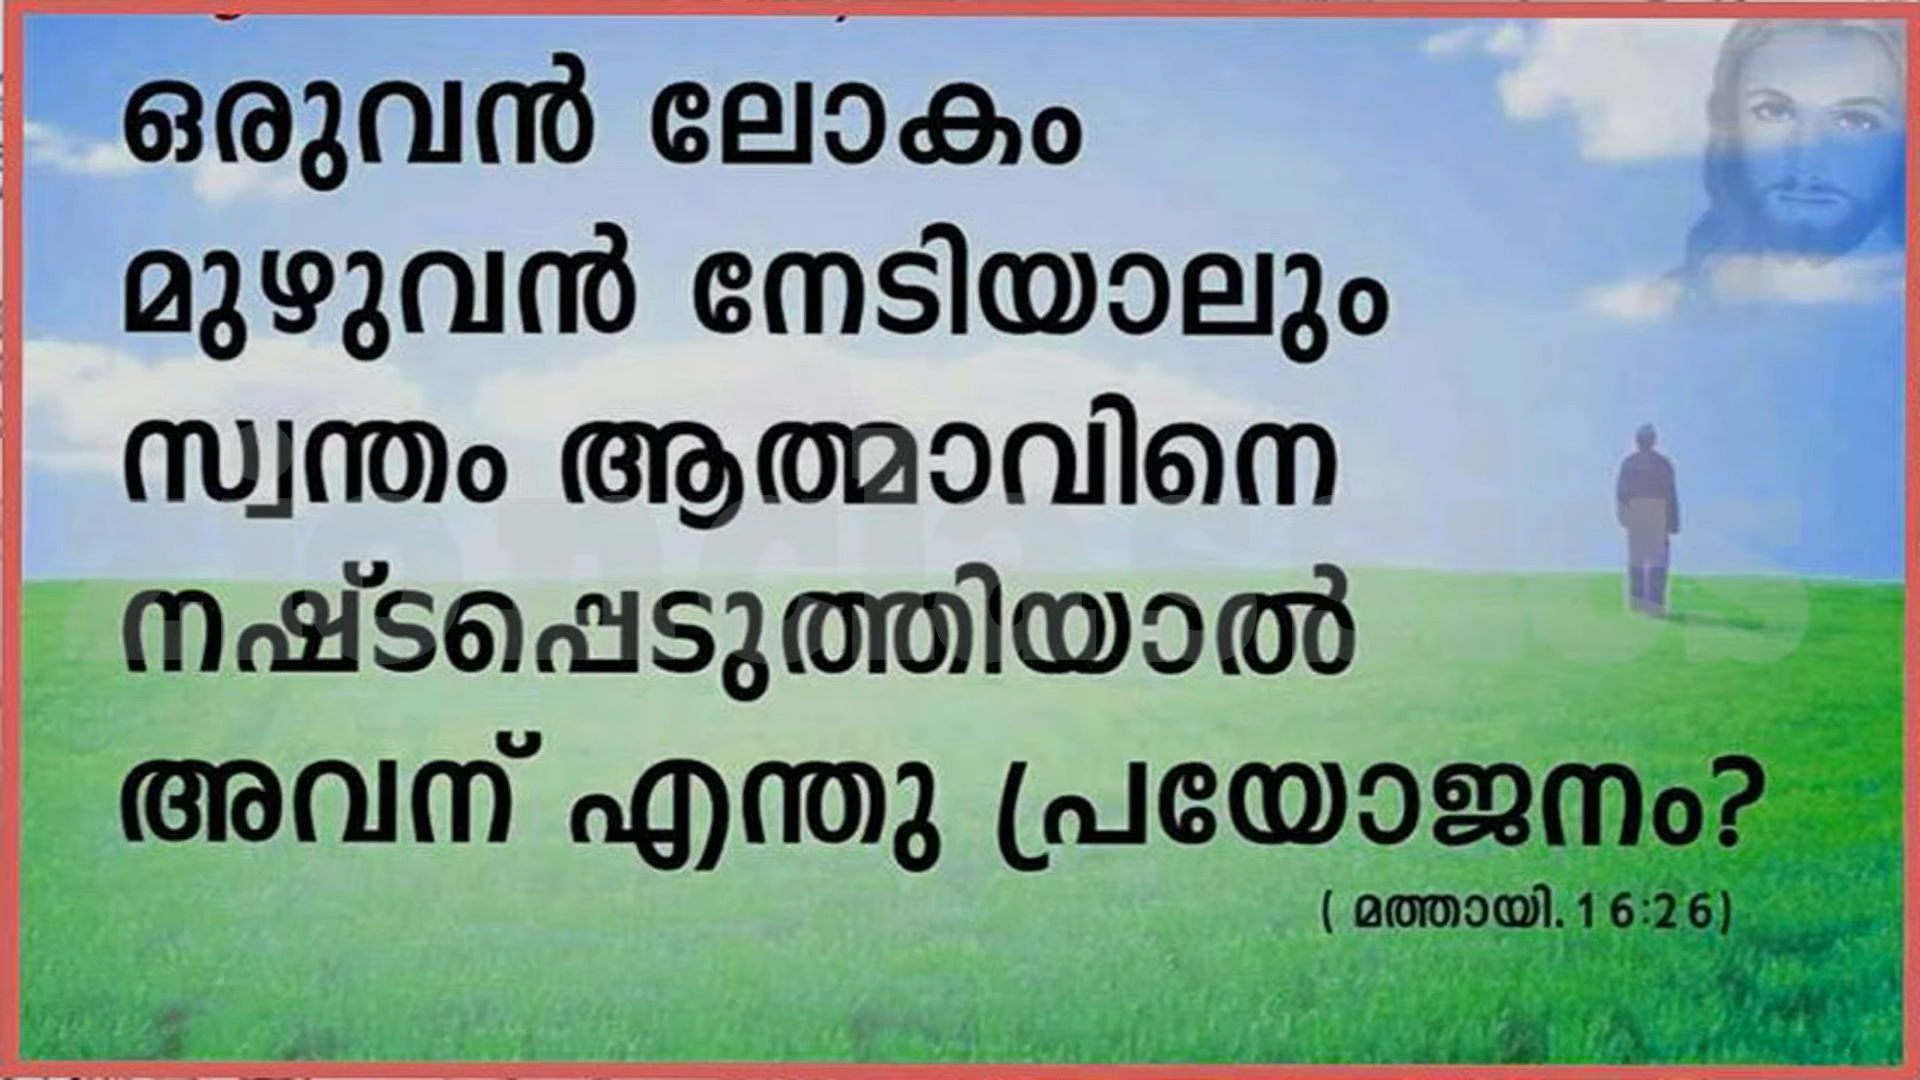 ഒരുവൻ ലോകം
മുഴുവൻ നേടിയാലും
സ്വന്തം ആത്മാവിനെ
നഷ്ടപ്പെടുത്തിയാൽ
അവന് എന്തു പ്രയോജനം?
( മത്തായി.16:26)